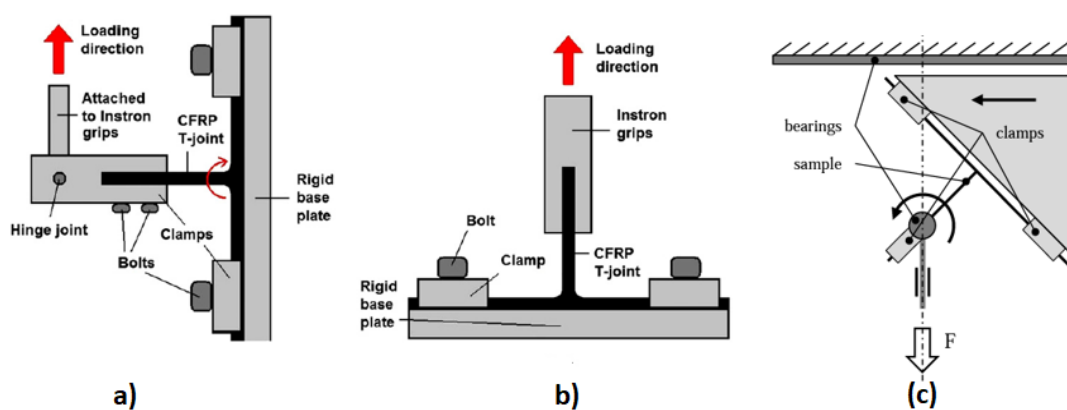 Loading
direction
Attached
to Instron
grips
CFRP
T-joint
Hinge joint
Clamps
Bolts
Rigid
base
plate
a)
Loading
direction
Instron
grips
Bolt
Clamp
CFRP
T-joint
Rigid
base
plate
b)
bearings
clamps
sample
F
(c)